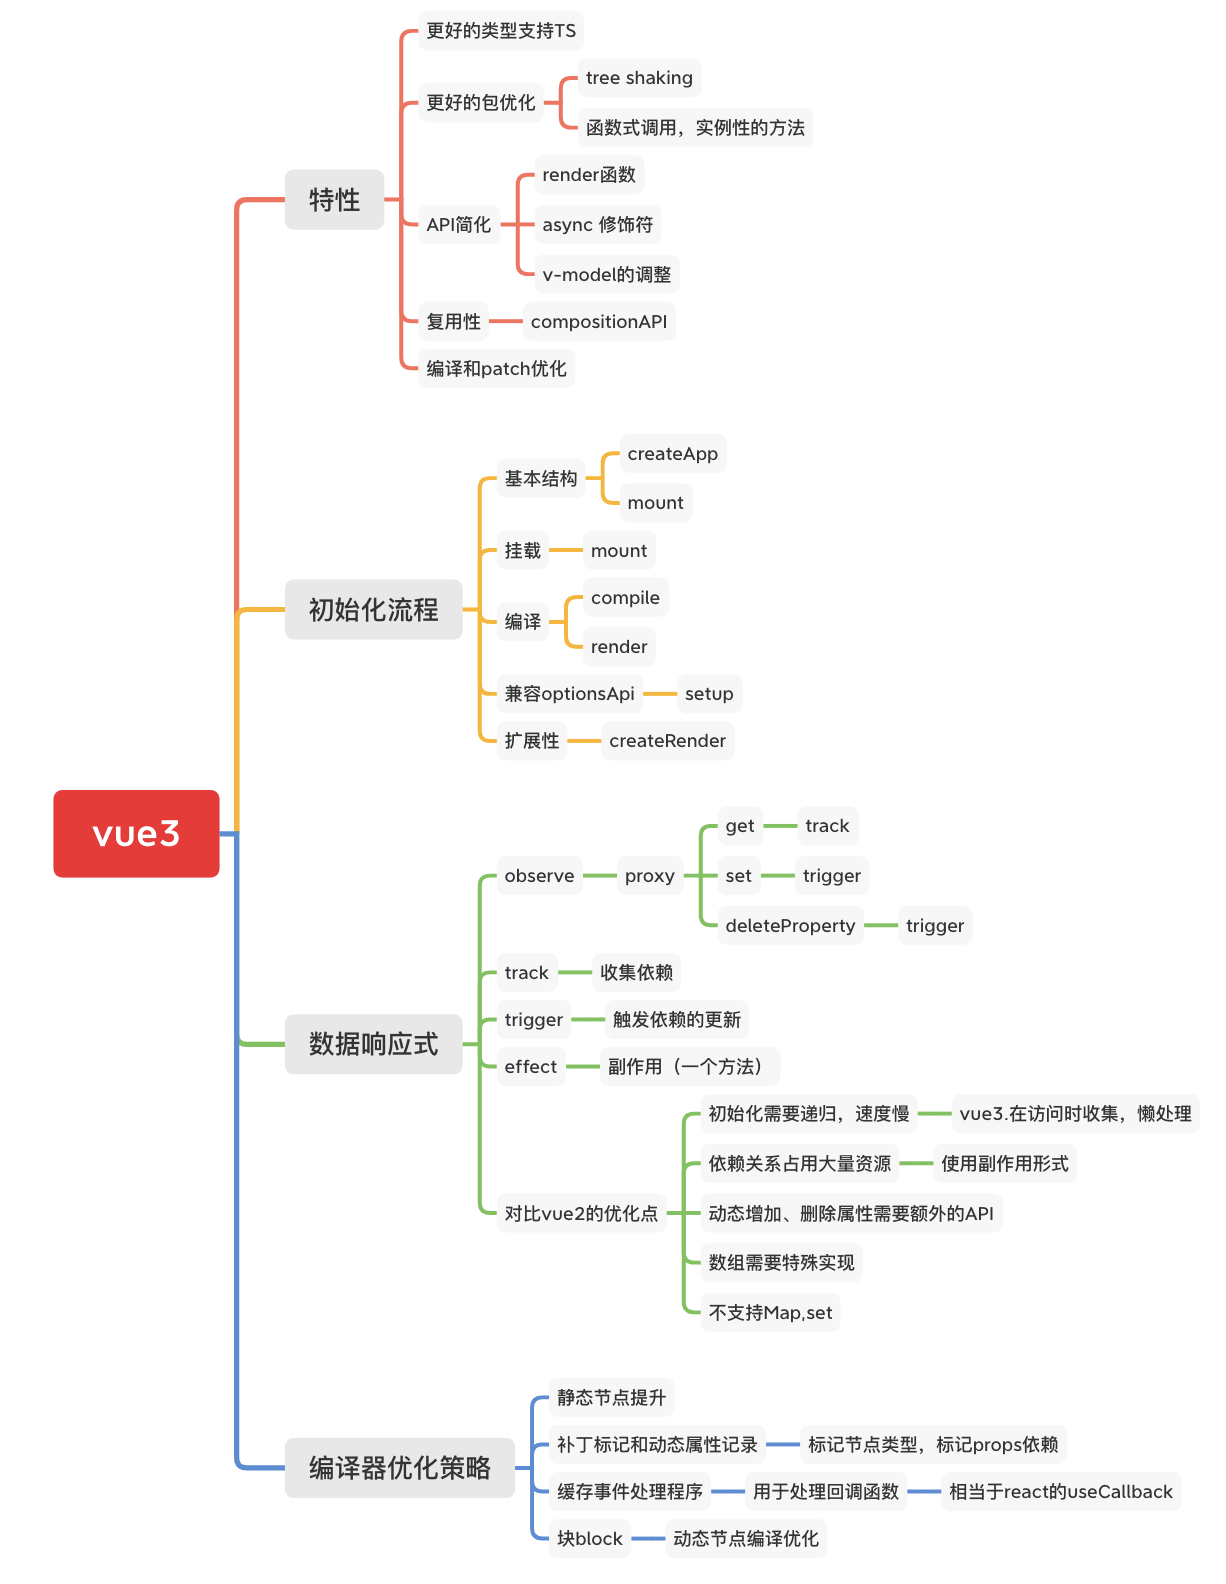 vue3
特性
更好的类型支持TS
更好的包优化
tree shaking
函数式调用，实例性的方法
API简化
render函数
async 修饰符
v-model的调整
复用性
compositionAPI
编译和patch优化
初始化流程
基本结构
createApp
mount
挂载
mount
编译
compile
render
兼容optionsApi
setup
扩展性
createRender
数据响应式
observe
proxy
get
track
set
trigger
deleteProperty
trigger
track
收集依赖
trigger
触发依赖的更新
effect
副作用（一个方法）
对比vue2的优化点
初始化需要递归，速度慢
vue3.在访问时收集，懒处理
依赖关系占用大量资源
使用副作用形式
动态增加、删除属性需要额外的API
数组需要特殊实现
不支持Map,set
编译器优化策略
静态节点提升
补丁标记和动态属性记录
标记节点类型，标记props依赖
缓存事件处理程序
用于处理回调函数
相当于react的useCallback
块block
动态节点编译优化